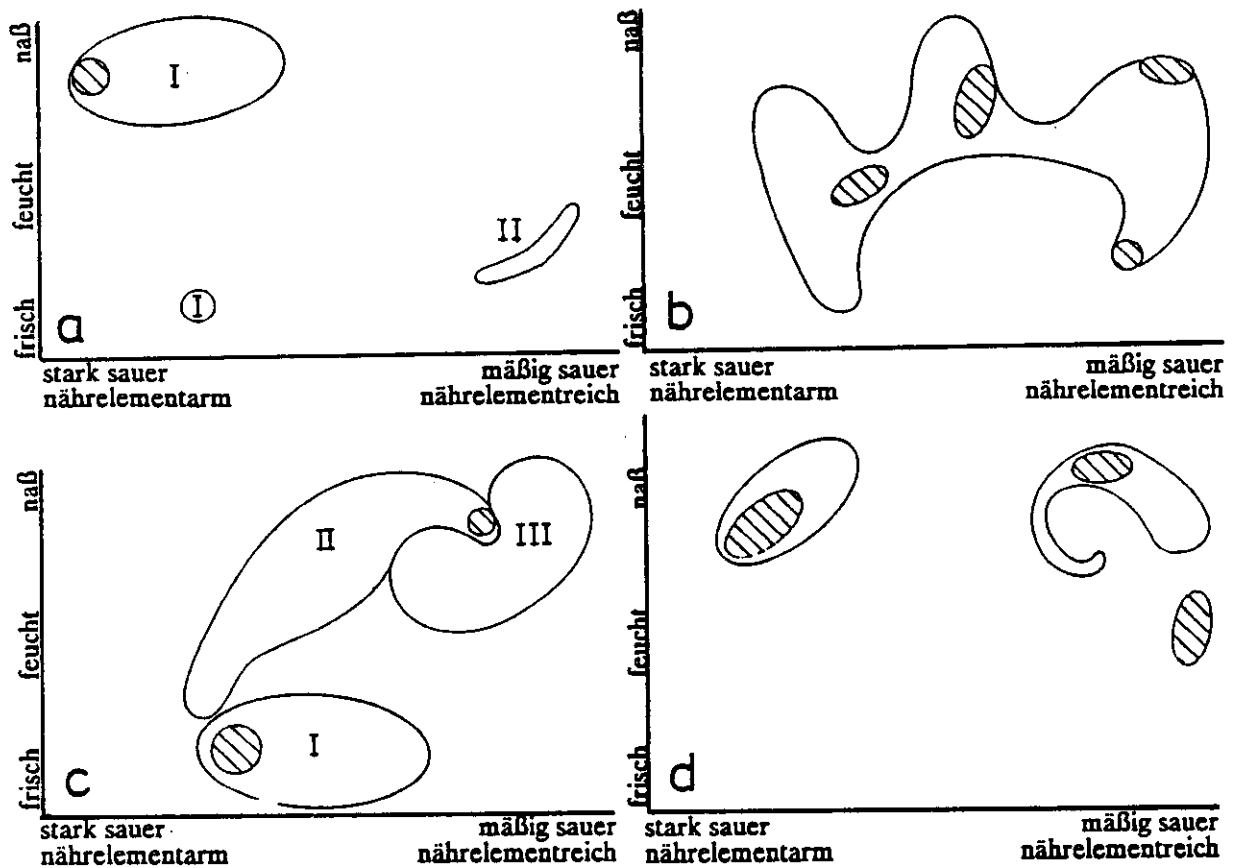 naß
feucht
frisch
I
I
II
a
stark sauer
nährelementarm
mäßig sauer
nährelementreich
naß
feucht
frisch
b
stark sauer
nährelementarm
mäßig sauer
nährelementreich
naß
feucht
frisch
II
III
I
c
stark sauer
nährelementarm
mäßig sauer
nährelementreich
naß
feucht
frisch
d
stark sauer
nährelementarm
mäßig sauer
nährelementreich